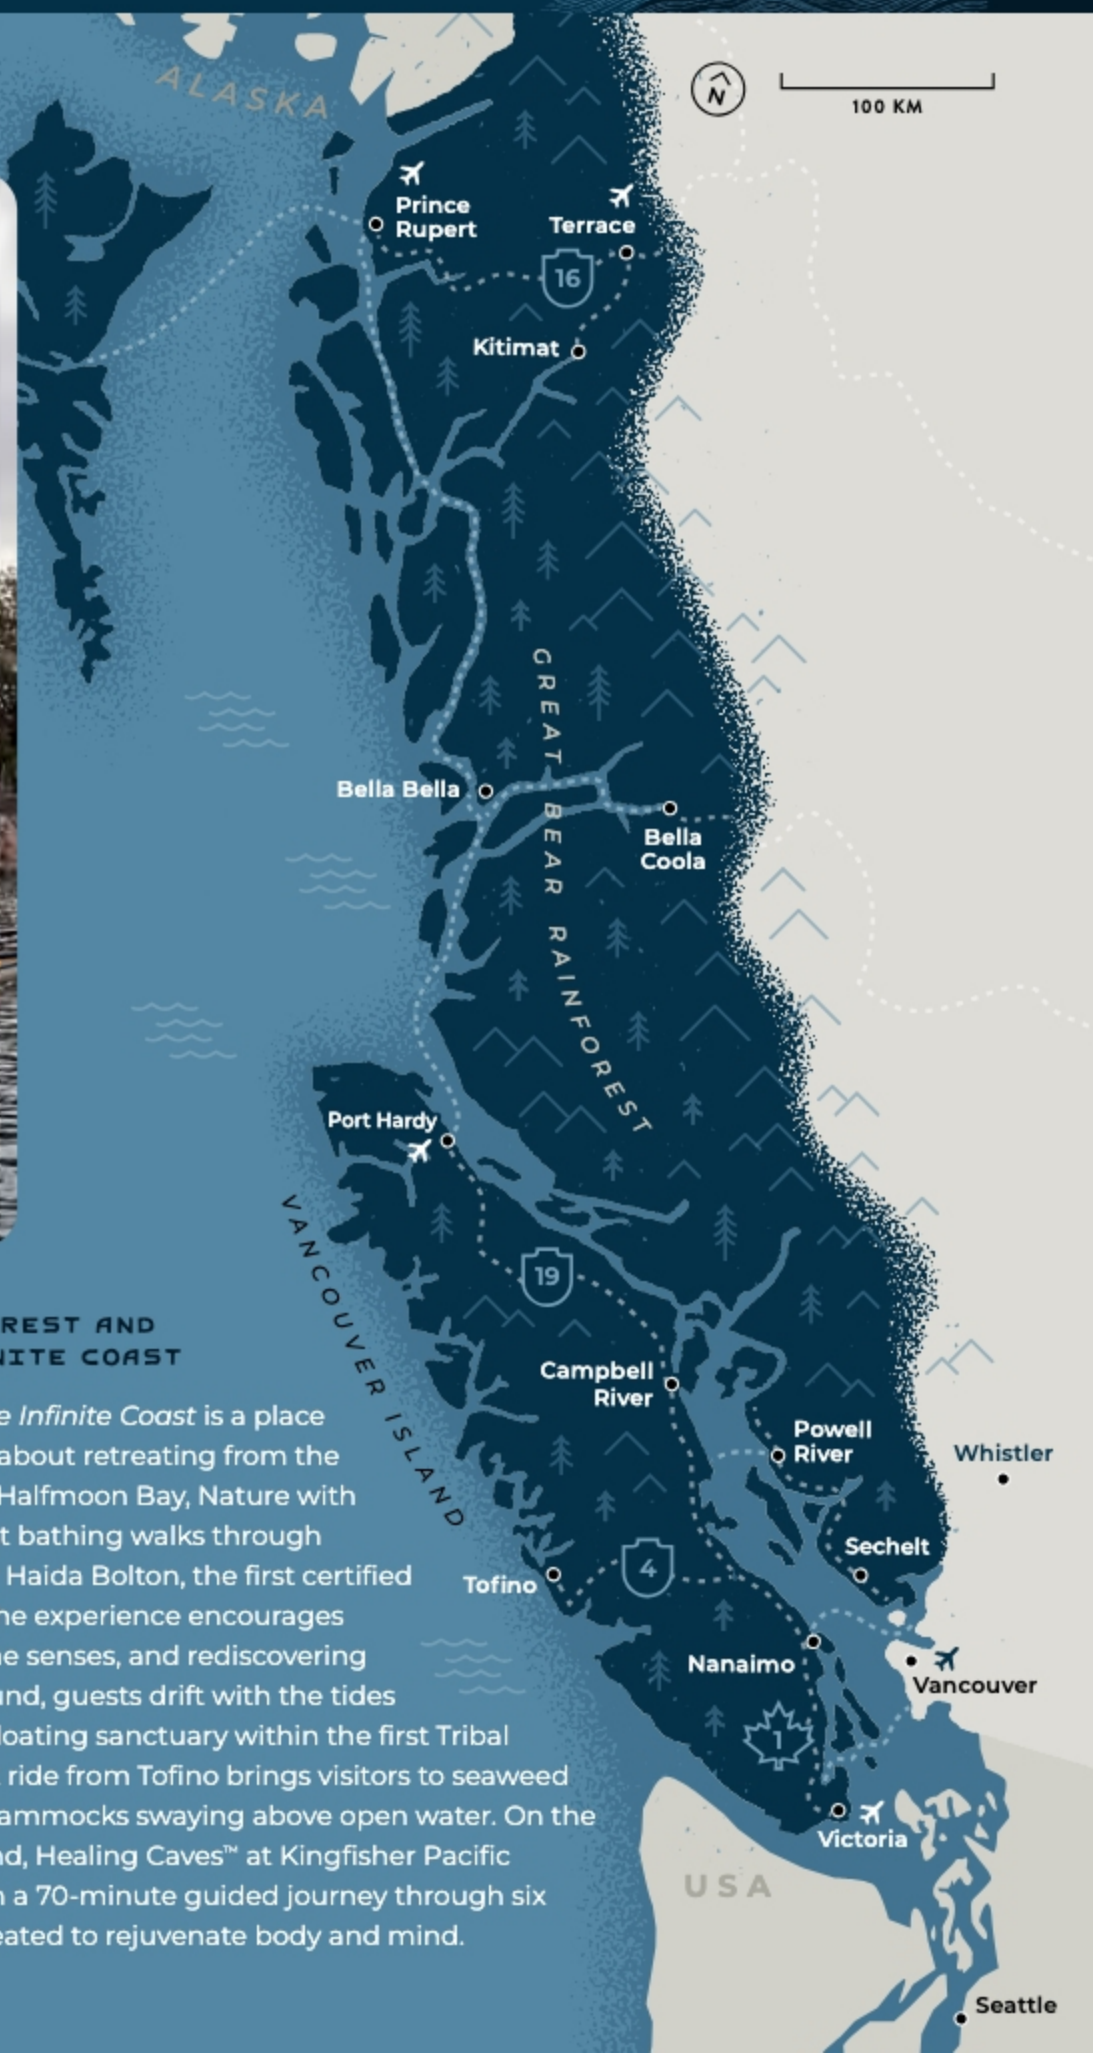 ALASKA
N
100 KM
Prince
Rupert
Terrace
16
Kitimat
GREAT BEAR RAINFOREST
Bella Bella
Bella
Coola
Port Hardy
VANCOUVER ISLAND
19
Campbell
River
Powell
River
Whistler
Sechelt
4
Tofino
Nanaimo
Vancouver
1
Victoria
USA
Seattle
REST AND
NITE COAST
e Infinite Coast is a place
about retreating from the
Halfmoon Bay, Nature with
t bathing walks through
Haida Bolton, the first certified
ne experience encourages
e senses, and rediscovering
und, guests drift with the tides
loating sanctuary within the first Tribal
ride from Tofino brings visitors to seaweed
ammocks swaying above open water. On the
nd, Healing Caves™ at Kingfisher Pacific
n a 70-minute guided journey through six
eated to rejuvenate body and mind.